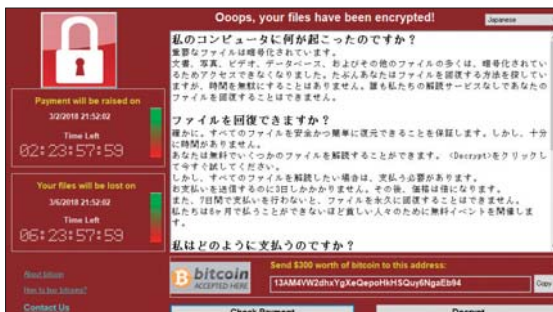 Ooops, your files have been encrypted!
Japanese
私のコンピュータに何が起こったのですか？
重要なファイルは暗号化されています。
文書、写真、ビデオ、データベース、およびその他のファイルの多くは、暗号化されてい
るためアクセスできなくなりました。たぶんあなたはファイルを回復する方法を探してい
ますが、時間を無駄にすることはありません。誰も私たちの解読サービスなしであなたの
ファイルを回復することはできません。
ファイルを回復できますか？
確かに。すべてのファイルを安全かつ簡単に復元できることを保証します。しかし、十分
に時間がありません。
あなたは無料でいくつかのファイルを解読することができます。 <Decrypt>をクリックし
て今すぐ試してください。
しかし、すべてのファイルを解読したい場合は、支払う必要があります。
お支払いを送信するのに3日しかかかりません。その後、価格は倍になります。
また、7日間で支払いを行わないと、ファイルを永久に回復することはできません。
私たちは6ヶ月で払うことができないほど貧しい人々のために無料イベントを開催しま
す。
私はどのように支払うのですか？
Payment will be raised on
3/2/2018 21:52:02
Time Left
02:23:57:59
Your files will be lost on
3/6/2018 21:52:02
Time Left
06:23:57:59
About bitcoin
How to buy bitcoins?
Contact Us
bitcoin
ACCEPTED HERE
Send $300 worth of bitcoin to this address:
13AM4VW2dhxYgXeQepoHkHSQuy6NgaEb94
Copy
Check Payment
Decrypt